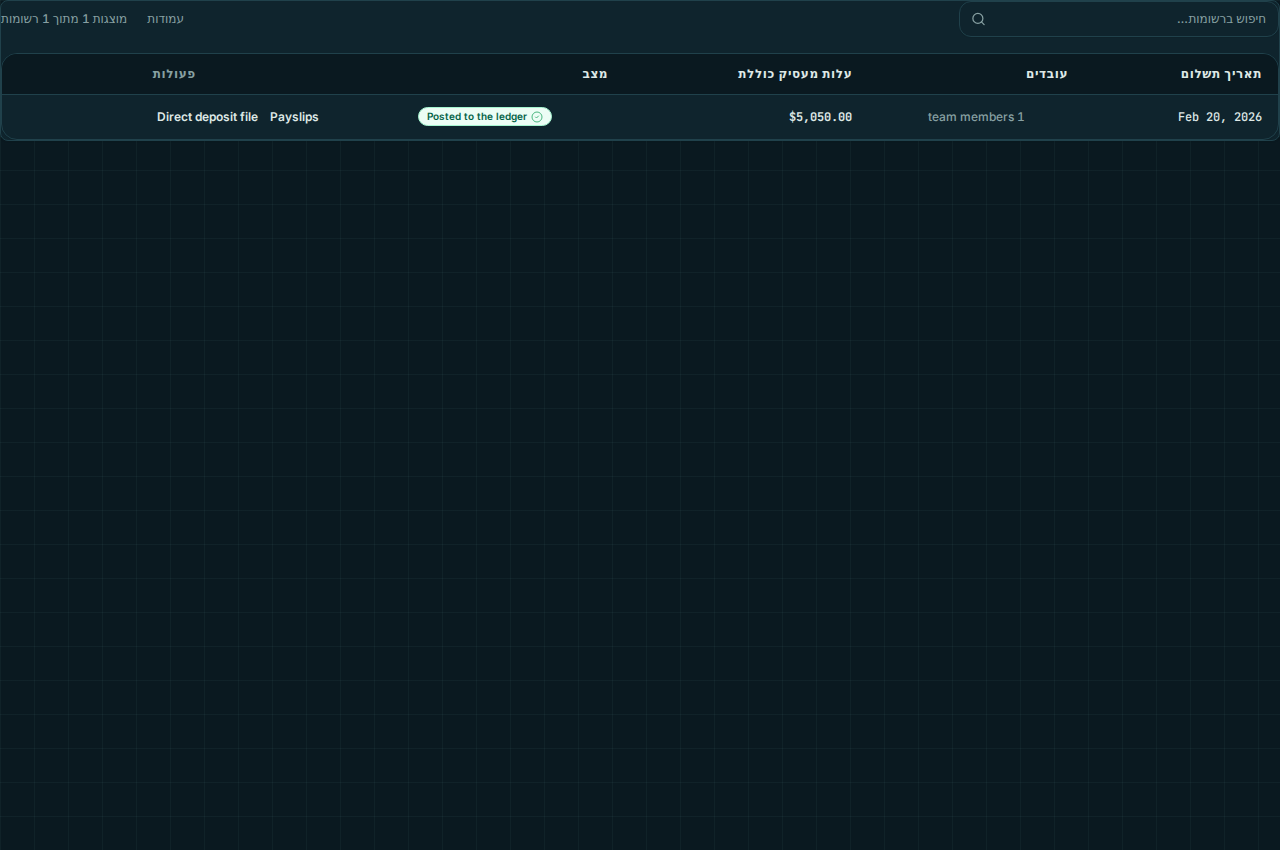 חיפוש ברשומות...
עמודות
מוצגות 1 מתוך 1 רשומות
תאריך תשלום עובדים עלות מעסיק כוללת מצב פעולות
Feb 20, 2026 team members 1 $5,050.00 Posted to the ledger Payslips Direct deposit file